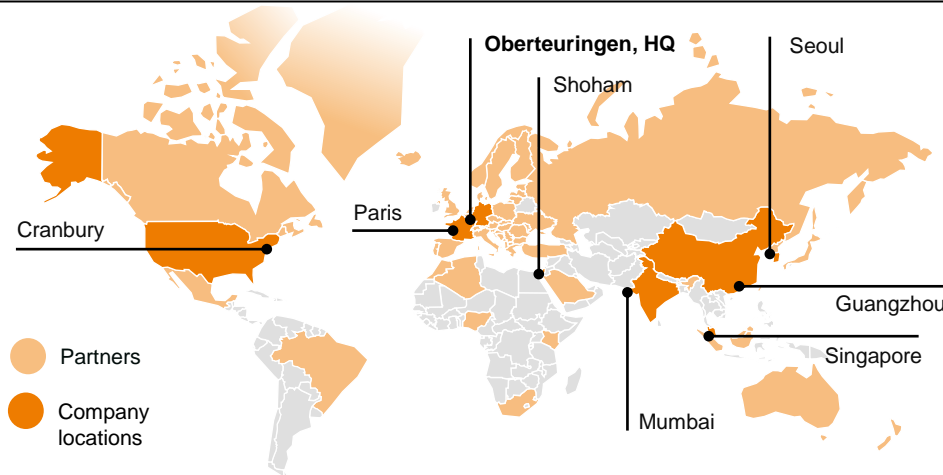 Oberteuringen, HQ
Seoul
Shoham
Paris
Cranbury
Guangzhou
Partners
Singapore
Company
locations
Mumbai